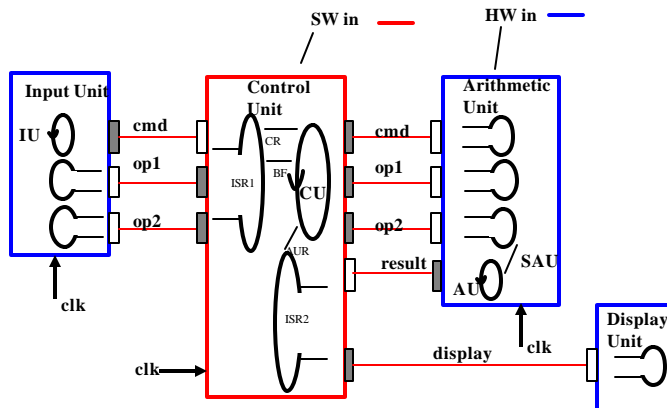 SW in
HW in
Input Unit
Control
Unit
Arithmetic
Unit
IU
cmd
op1
op2
CR
BF
ISR1
CU
AUR
ISR2
cmd
op1
op2
result
SAU
AU
clk
clk
clk
display
Display
Unit